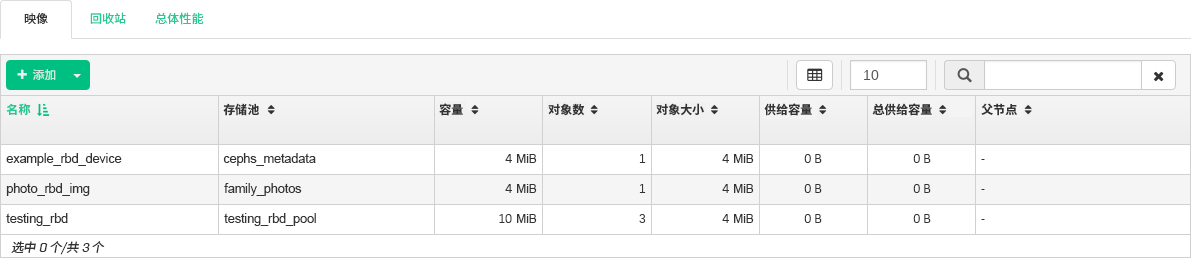 映像 回收站 总体性能
添加 10
名称 存储池 容量 对象数 对象大小 供给容量 总供给容量 父节点
example_rbd_device cephs_metadata 4 MiB 1 4 MiB 0 B 0 B -
photo_rbd_img family_photos 4 MiB 1 4 MiB 0 B 0 B -
testing_rbd testing_rbd_pool 10 MiB 3 4 MiB 0 B 0 B -
选中 0 个/共 3 个